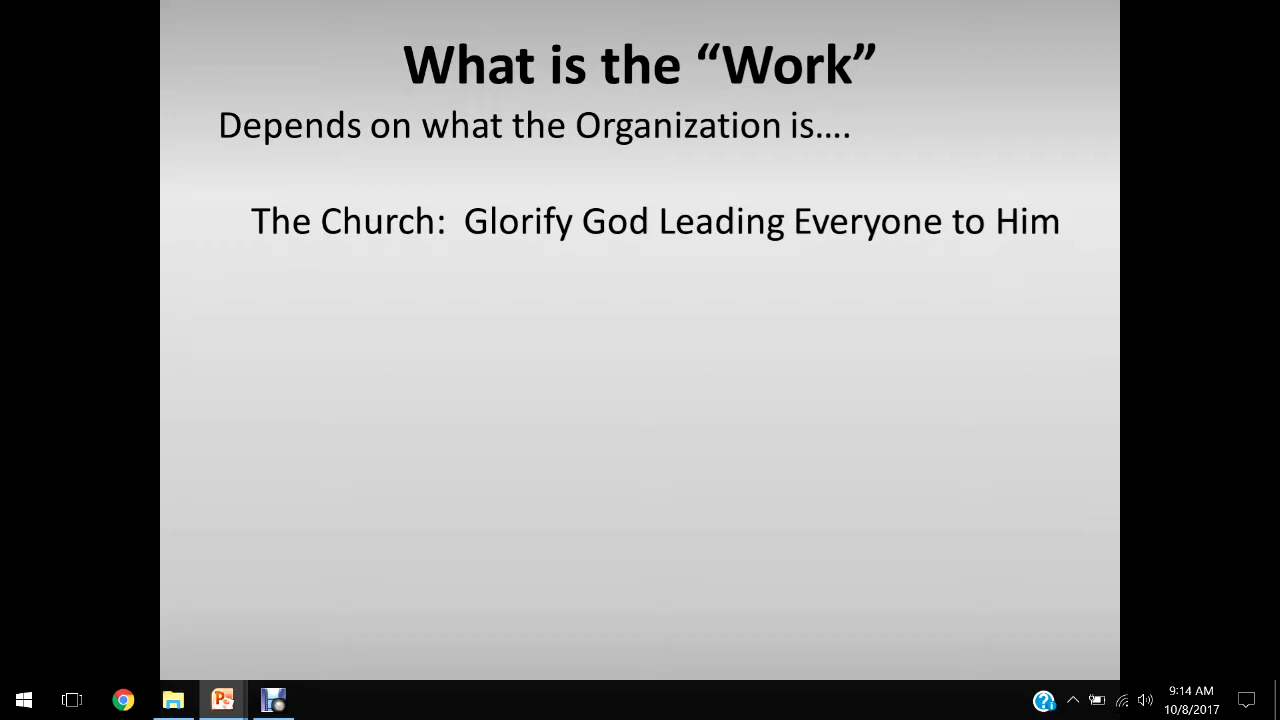 What is the “Work”
Depends on what the Organization is....
The Church:  Glorify God Leading Everyone to Him
9:14 AM
10/8/2017